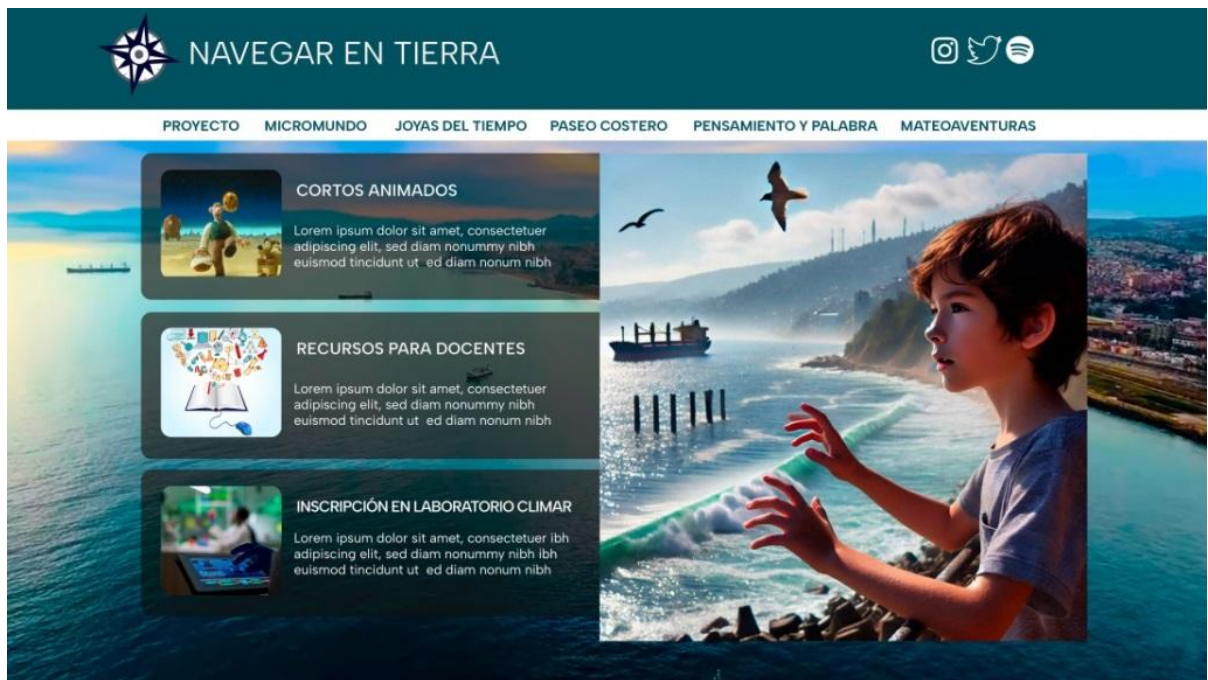 NAVEGAR EN TIERRA
PROYECTO MICROMUNDO JOYAS DEL TIEMPO PASEO COSTERO PENSAMIENTO Y PALABRA MATEOAVENTURAS
CORTOS ANIMADOS
Lorem ipsum dolor sit amet, consectetuer
adipiscing elit, sed diam nonummy nibh
euismod tincidunt ut ed diam nonum nibh
RECURSOS PARA DOCENTES
Lorem ipsum dolor sit amet, consectetuer
adipiscing elit, sed diam nonummy nibh
euismod tincidunt ut ed diam nonum nibh
INSCRIPCIÓN EN LABORATORIO CLIMAR
Lorem ipsum dolor sit amet, consectetuer ibh
adipiscing elit, sed diam nonummy nibh ibh
euismod tincidunt ut ed diam nonum nibh